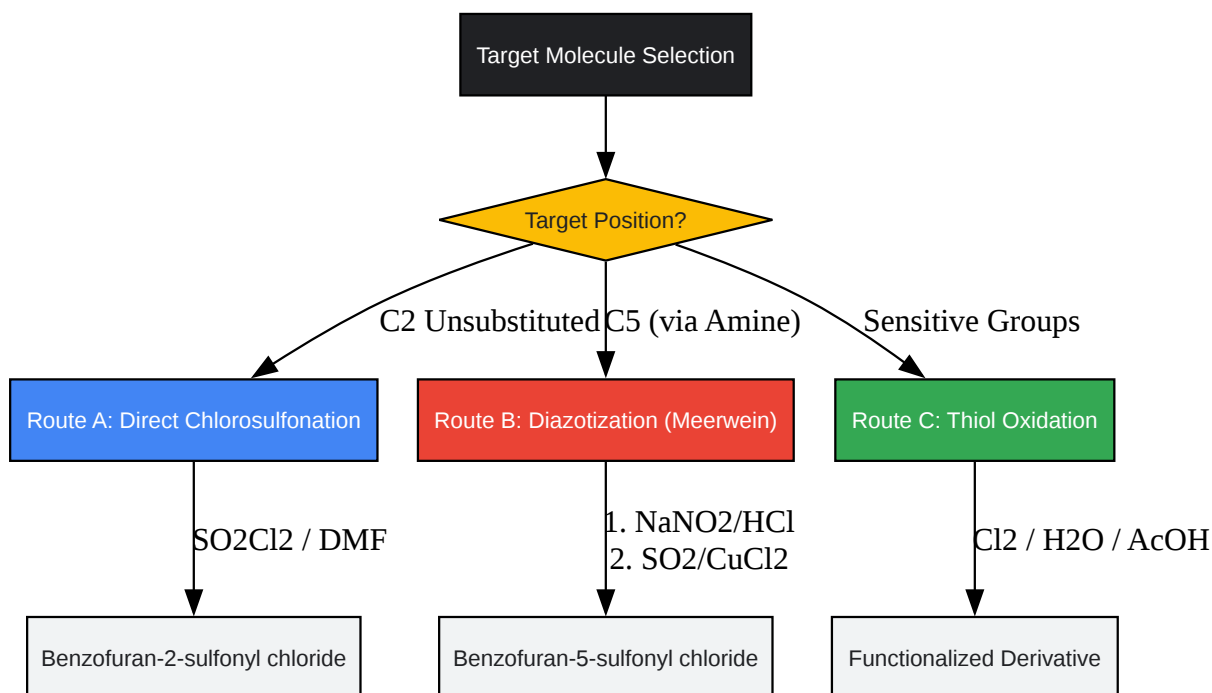 Target Molecule Selection
Target Position?
C2 Unsubstituted
C5 (via Amine)
Sensitive Groups
Route A: Direct Chlorosulfonation
Route B: Diazotization (Meerwein)
Route C: Thiol Oxidation
SO2Cl2 / DMF
1. NaNO2/HCl
2. SO2/CuCl2
Cl2 / H2O / AcOH
Benzofuran-2-sulfonyl chloride
Benzofuran-5-sulfonyl chloride
Functionalized Derivative